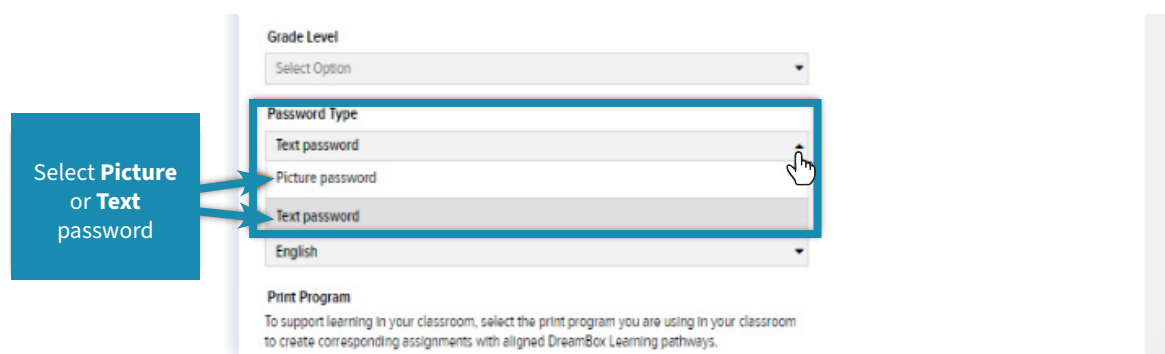 Grade Level
Select Option
Password Type
Text password
Select Picture
or Text
password
Picture password
Text password
English
Print Program
To support learning in your classroom, select the print program you are using in your classroom
to create corresponding assignments with aligned DreamBox Learning pathways.